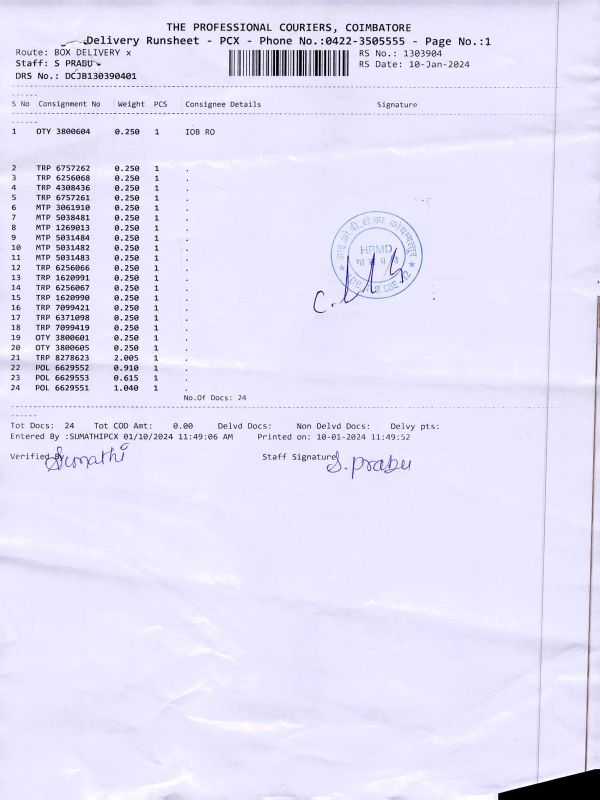 THE PROFESSIONAL COURIERS, COIMBATORE
Delivery Runsheet - PCX - Phone No.:0422-3505555 - Page No.:1
Route: BOX DELIVERY x
RS No.: 1303904
Staff: S PRABU
RS Date: 10-Jan-2024
DRS No.: DCJB130390401
S No Consignment No Weight PCS Consignee Details Signature
1 OTY 3800604 0.250 1 IOB RO
2 TRP 6757262 0.250 1 .
3 TRP 6256068 0.250 1 .
4 TRP 4308436 0.250 1 .
5 TRP 6757261 0.250 1 .
6 MTP 3061910 0.250 1 .
7 MTP 5038481 0.250 1 .
8 MTP 1269013 0.250 1 .
9 MTP 5031484 0.250 1 .
10 MTP 5031482 0.250 1 .
11 MTP 5031483 0.250 1 .
12 TRP 6256066 0.250 1 .
13 TRP 1620991 0.250 1 .
14 TRP 6256067 0.250 1 .
15 TRP 1620990 0.250 1 .
16 TRP 7099421 0.250 1 .
17 TRP 6371098 0.250 1 .
18 TRP 7099419 0.250 1 .
19 OTY 3800601 0.250 1 .
20 OTY 3800605 0.250 1 .
21 TRP 8278623 2.005 1 .
22 POL 6629552 0.910 1 .
23 POL 6629553 0.615 1 .
24 POL 6629551 1.040 1 .
HRMD
No.Of Docs: 24
Tot Docs: 24 Tot COD Amt: 0.00 Delvd Docs: Non Delvd Docs: Delvy pts:
Entered By :SUMATHIPCX 01/10/2024 11:49:06 AM Printed on: 10-01-2024 11:49:52
Verified By Sumathi
Staff Signature S. prabu